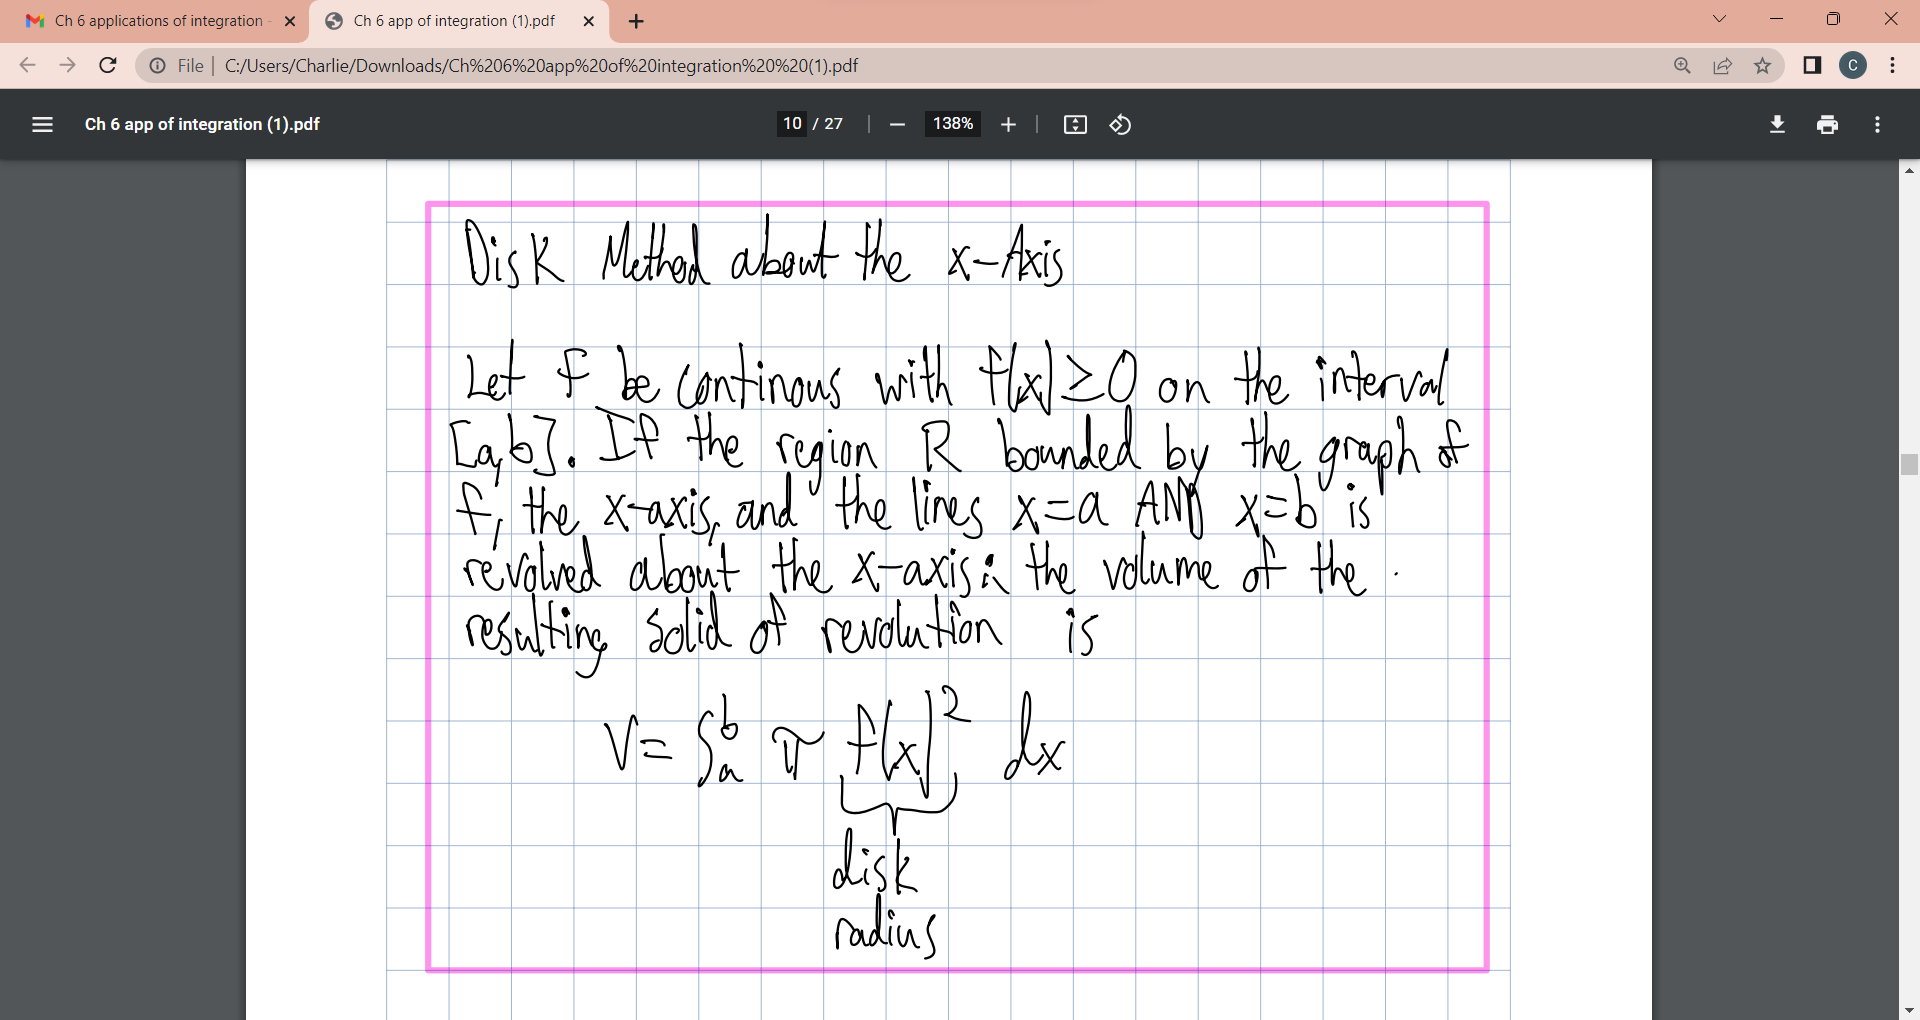 Ch 6 applications of integration
Ch 6 app of integration (1).pdf
File | C:/Users/Charlie/Downloads/Ch%206%20app%20of%20integration%20%20(1).pdf
C
Ch 6 app of integration (1).pdf
10 / 27
138%
Disk Method about the x-Axis
Let f be continous with f(x) ≥ 0 on the interval
[a,b]. If the region R bounded by the graph of
f, the x-axis, and the lines x=a AND x=b is
revolved about the x-axis, the volume of the
resulting solid of revolution is
V = ∫ₐᵇ π f(x)² dx
disk
radius